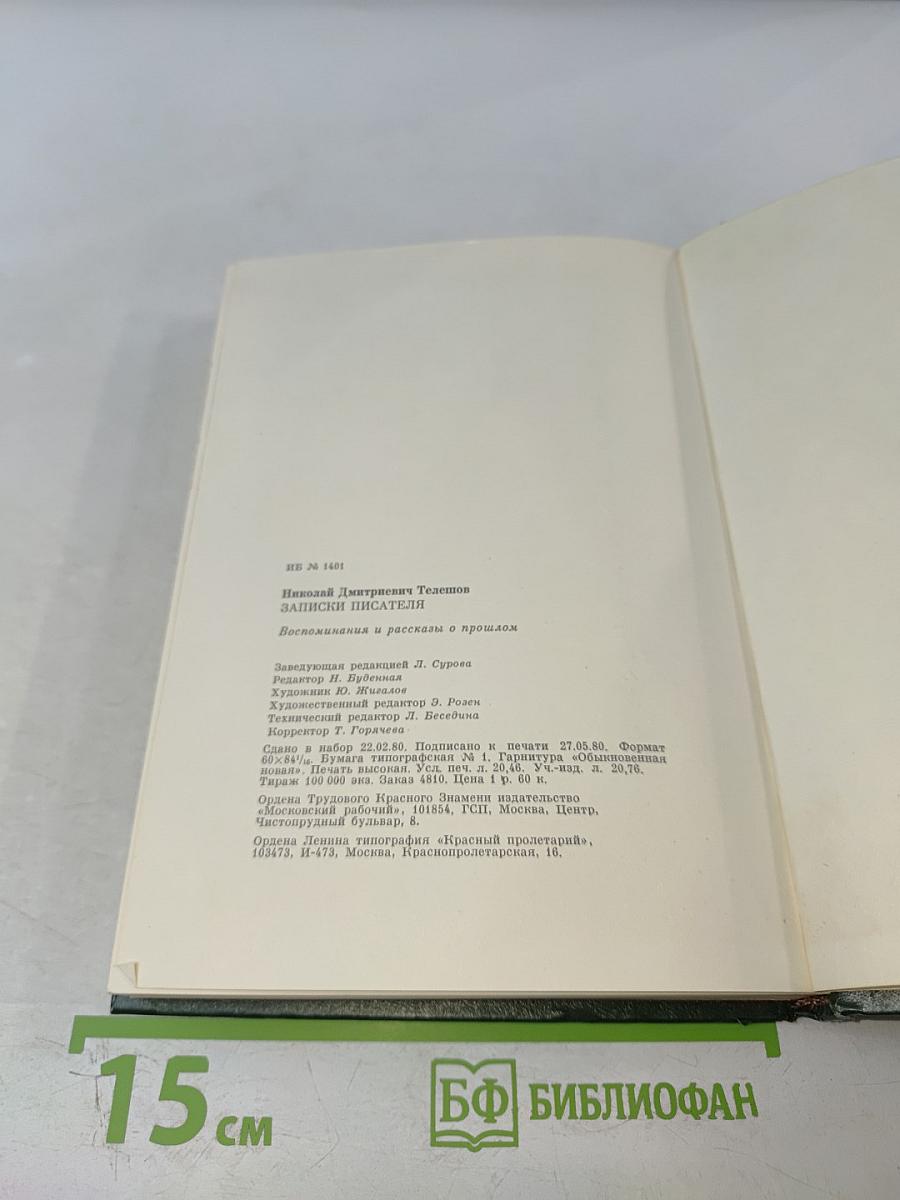 ИБ № 1401
Николай Дмитриевич Телешов
ЗАПИСКИ ПИСАТЕЛЯ
Воспоминания и рассказы о прошлом
Заведующая редакцией Л. Сурова
Редактор Н. Буденная
Художник Ю. Жигалов
Художественный редактор Э. Розен
Технический редактор Л. Беседина
Корректор Т. Горячева
Сдано в набор 22.02.80. Подписано к печати 27.05.80. Формат
60×84¹/₁₆. Бумага типографская № 1. Гарнитура «Обыкновенная
новая». Печать высокая. Усл. печ. л. 20,46. Уч.-изд. л. 20,76.
Тираж 100 000 экз. Заказ 4810. Цена 1 р. 60 к.
Ордена Трудового Красного Знамени издательство
«Московский рабочий», 101854, ГСП, Москва, Центр,
Чистопрудный бульвар, 8.
Ордена Ленина типография «Красный пролетарий»,
103473, И-473, Москва, Краснопролетарская, 16.
15 см
БФ БИБЛИОФАН